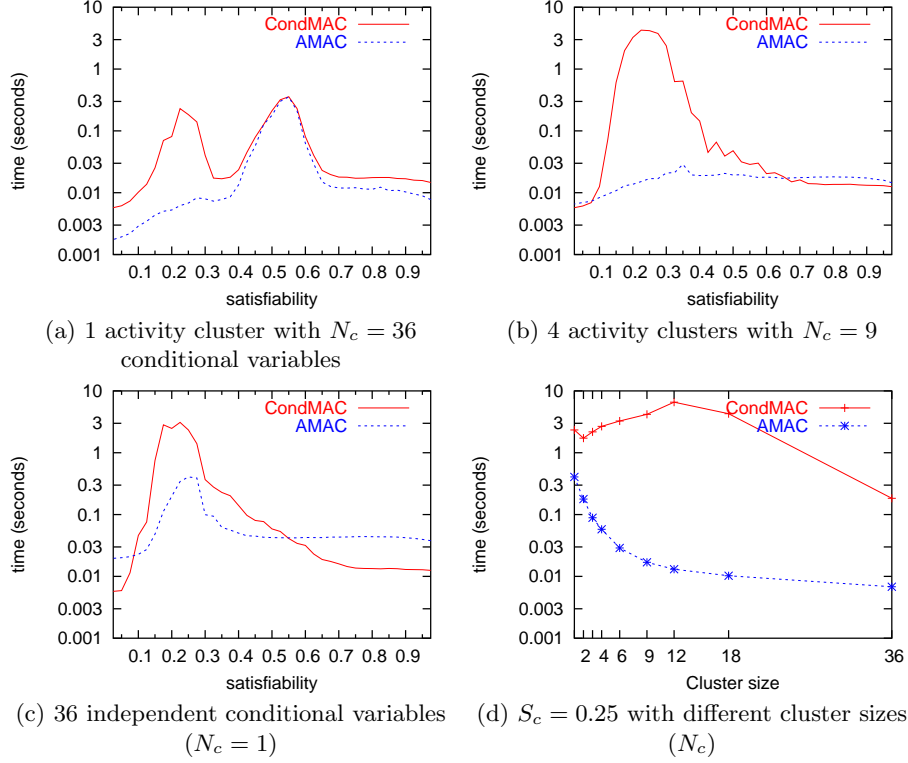 10
3
1
0.3
0.1
0.03
0.01
0.003
0.001
time (seconds)
CondMAC
AMAC
0.1 0.2 0.3 0.4 0.5 0.6 0.7 0.8 0.9
satisfiability
(a) 1 activity cluster with N_c = 36
conditional variables
10
3
1
0.3
0.1
0.03
0.01
0.003
0.001
time (seconds)
CondMAC
AMAC
0.1 0.2 0.3 0.4 0.5 0.6 0.7 0.8 0.9
satisfiability
(b) 4 activity clusters with N_c = 9
10
3
1
0.3
0.1
0.03
0.01
0.003
0.001
time (seconds)
CondMAC
AMAC
0.1 0.2 0.3 0.4 0.5 0.6 0.7 0.8 0.9
satisfiability
(c) 36 independent conditional variables
(N_c = 1)
10
3
1
0.3
0.1
0.03
0.01
0.003
0.001
time (seconds)
CondMAC
AMAC
2 4 6 9 12 18 36
Cluster size
(d) S_c = 0.25 with different cluster sizes
(N_c)